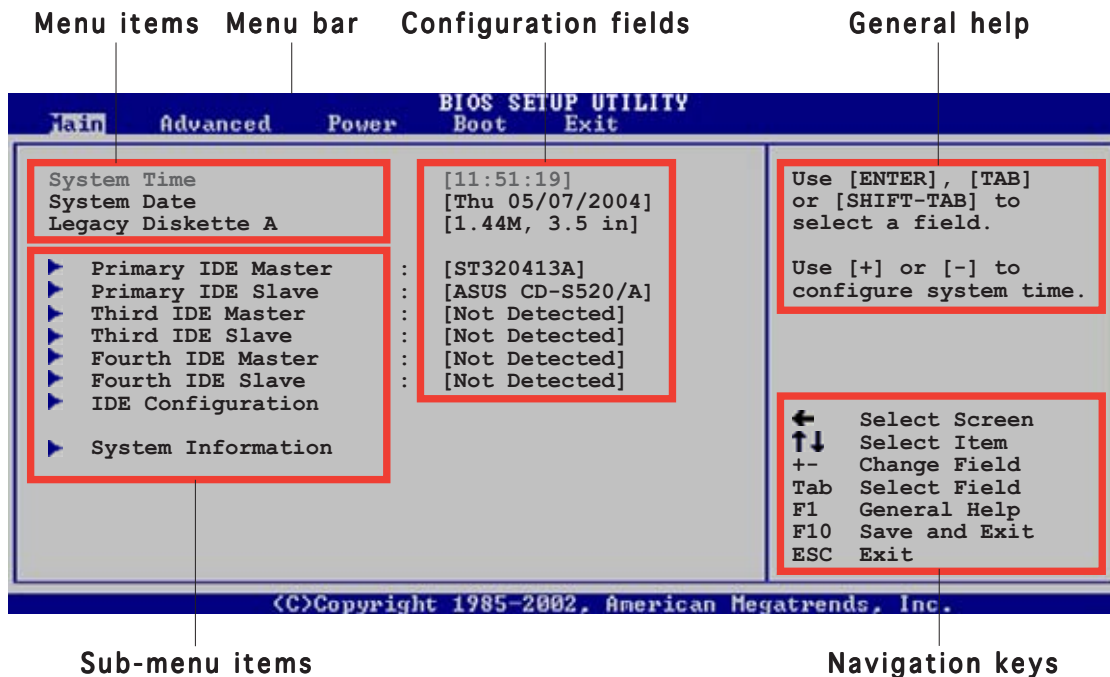 Menu items Menu bar Configuration fields General help
BIOS SETUP UTILITY
Main Advanced Power Boot Exit
System Time [11:51:19]
System Date [Thu 05/07/2004]
Legacy Diskette A [1.44M, 3.5 in]
Primary IDE Master : [ST320413A]
Primary IDE Slave : [ASUS CD-S520/A]
Third IDE Master : [Not Detected]
Third IDE Slave : [Not Detected]
Fourth IDE Master : [Not Detected]
Fourth IDE Slave : [Not Detected]
IDE Configuration
System Information
Use [ENTER], [TAB]
or [SHIFT-TAB] to
select a field.
Use [+] or [-] to
configure system time.
← Select Screen
↑↓ Select Item
+- Change Field
Tab Select Field
F1 General Help
F10 Save and Exit
ESC Exit
(C)Copyright 1985-2002, American Megatrends, Inc.
Sub-menu items Navigation keys